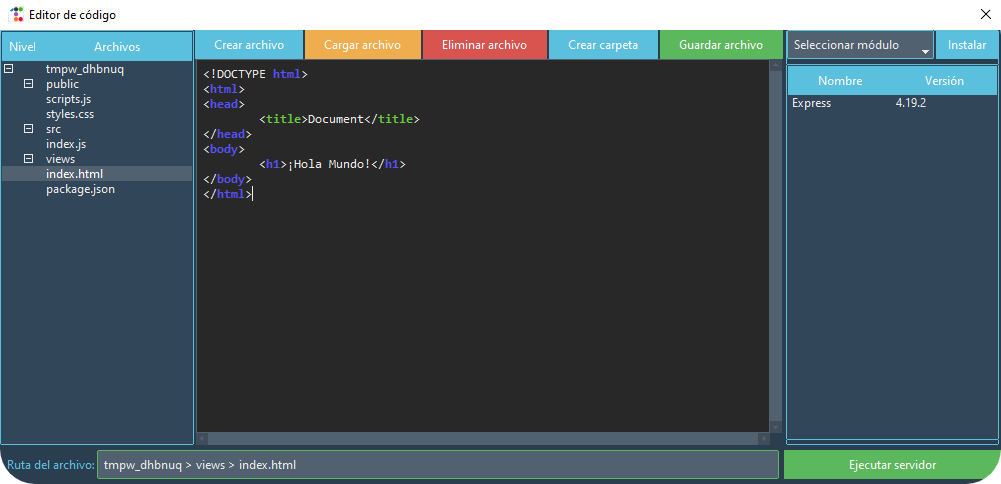 Editor de código
Nivel Archivos
tmpw_dhbnuq
public
scripts.js
styles.css
src
index.js
views
index.html
package.json
Crear archivo Cargar archivo Eliminar archivo Crear carpeta Guardar archivo
<!DOCTYPE html>
<html>
<head>
<title>Document</title>
</head>
<body>
<h1>¡Hola Mundo!</h1>
</body>
</html>
Seleccionar módulo Instalar
Nombre Versión
Express 4.19.2
Ruta del archivo: tmpw_dhbnuq > views > index.html
Ejecutar servidor